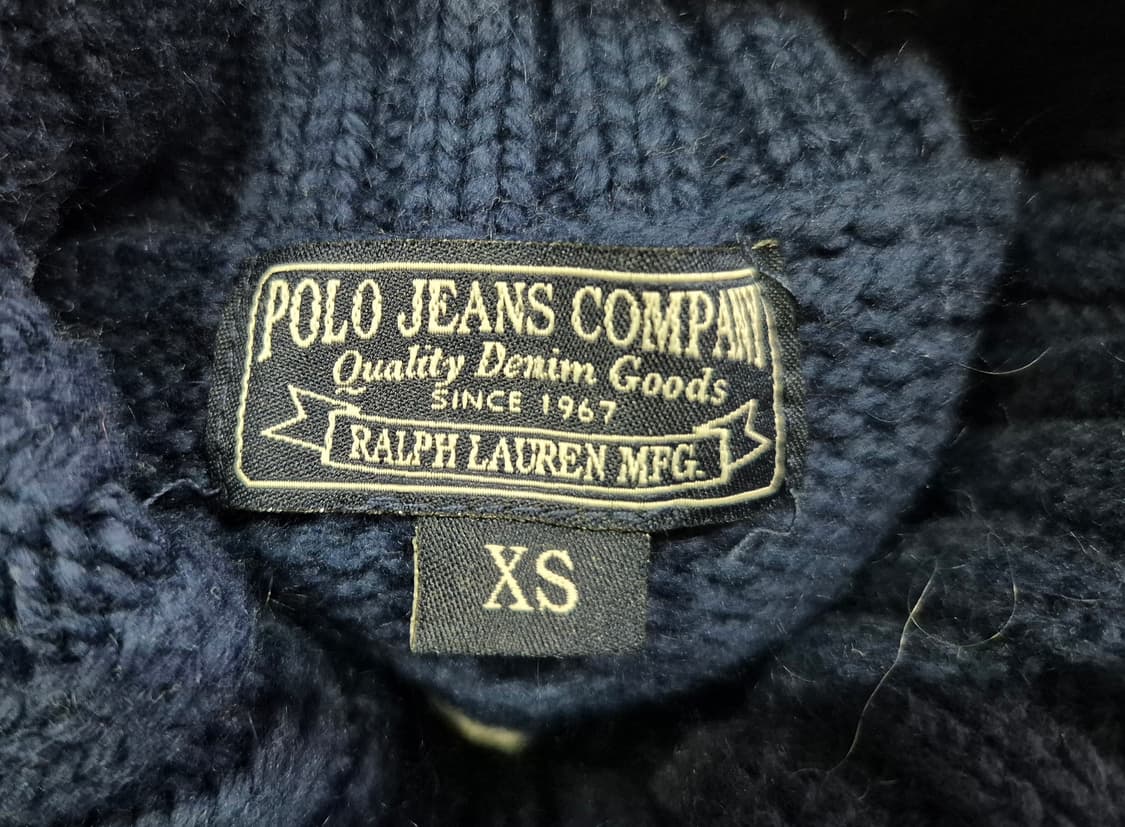 POLO JEANS COMPANY
Quality Denim Goods
SINCE 1967
RALPH LAUREN MFG.
XS